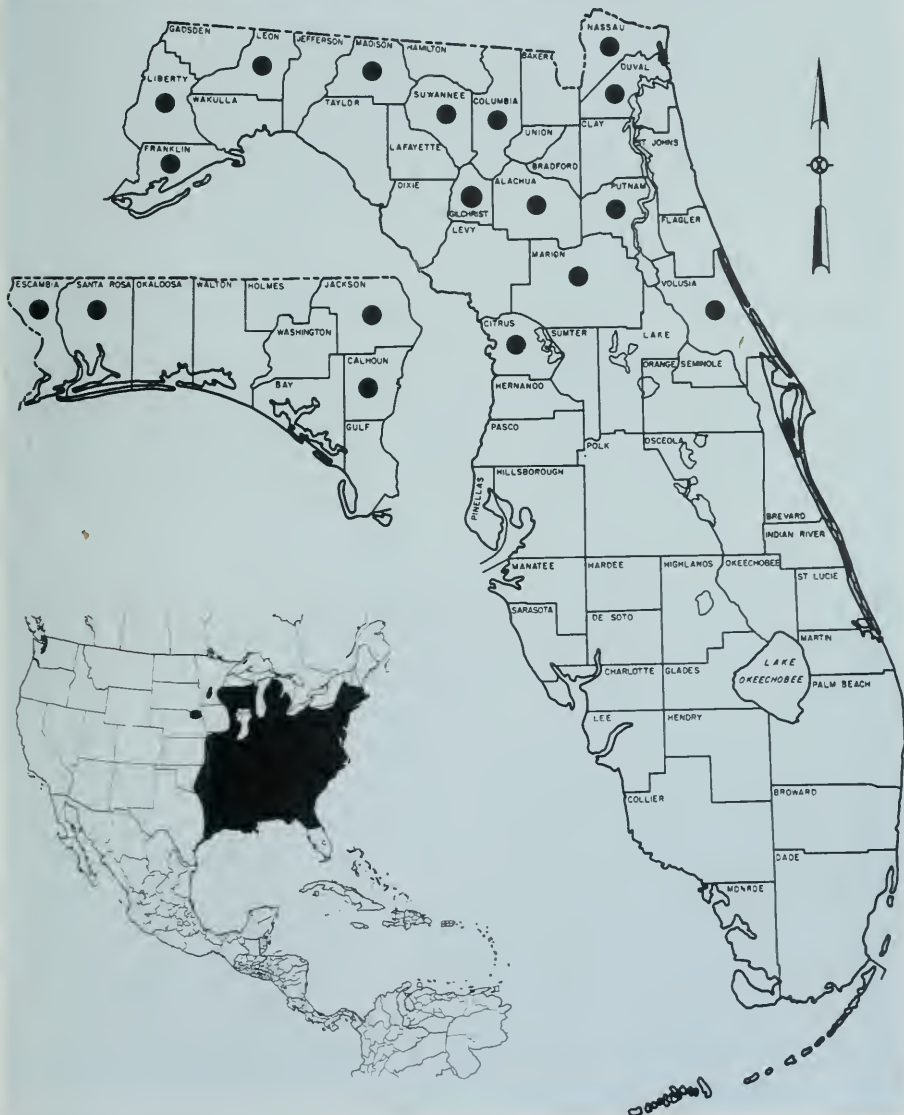 GADSDEN
LEON
JEFFERSON
MADISON
HAMILTON
BAKER
NASSAU
DUVAL
LIBERTY
WAKULLA
TAYLOR
SUWANNEE
COLUMBIA
UNION
CLAY
ST JOHNS
FRANKLIN
LAFAYETTE
BRADFORD
DIXIE
GILCHRIST
ALACHUA
PUTNAM
FLAGLER
LEVY
MARION
VOLUSIA
ESCAMBIA
SANTA ROSA
OKALOOSA
WALTON
HOLMES
JACKSON
WASHINGTON
CALHOUN
BAY
GULF
CITRUS
SUMTER
LAKE
ORANGE
SEMINOLE
HERNANDO
PASCO
POLK
OSCEOLA
HILLSBOROUGH
PINELLAS
BREVARD
INDIAN RIVER
MANATEE
HARDEE
HIGHLANDS
OKEECHOBEE
ST LUCIE
SARASOTA
DE SOTO
MARTIN
CHARLOTTE
GLADES
LAKE
OKEECHOBEE
PALM BEACH
LEE
HENDRY
COLLIER
BROWARD
DADE
MONROE